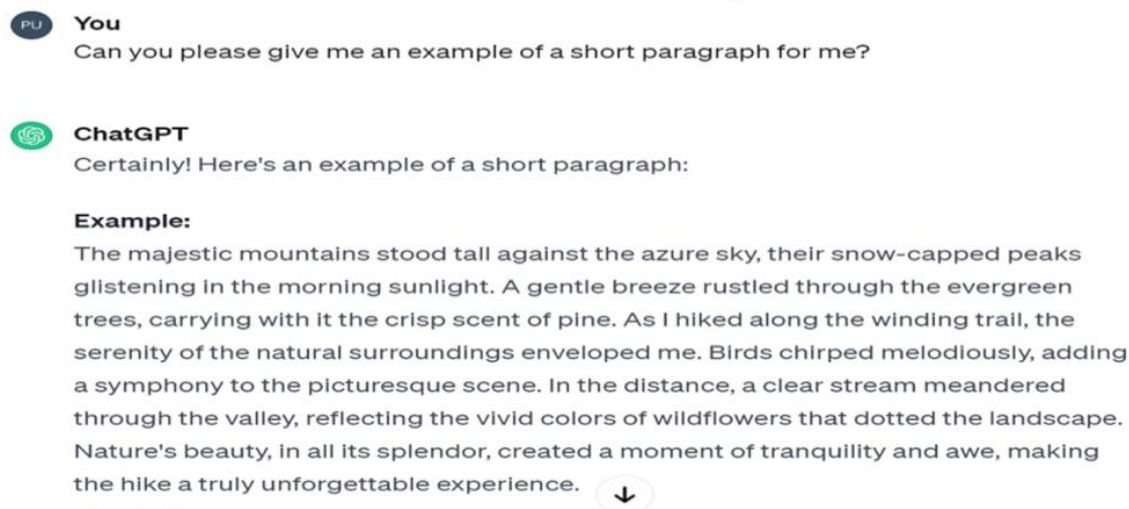 PU You
Can you please give me an example of a short paragraph for me?
ChatGPT
Certainly! Here's an example of a short paragraph:
Example:
The majestic mountains stood tall against the azure sky, their snow-capped peaks
glistening in the morning sunlight. A gentle breeze rustled through the evergreen
trees, carrying with it the crisp scent of pine. As I hiked along the winding trail, the
serenity of the natural surroundings enveloped me. Birds chirped melodiously, adding
a symphony to the picturesque scene. In the distance, a clear stream meandered
through the valley, reflecting the vivid colors of wildflowers that dotted the landscape.
Nature's beauty, in all its splendor, created a moment of tranquility and awe, making
the hike a truly unforgettable experience.